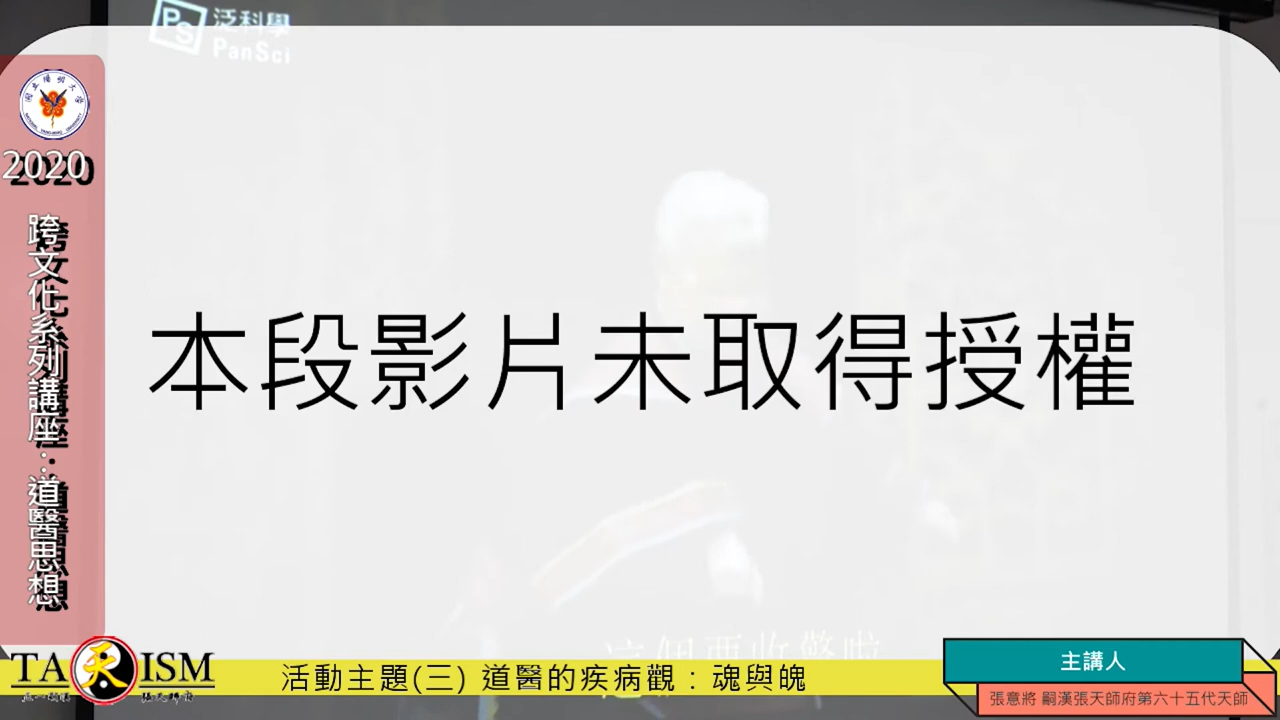 泛科學
PanSci
2020
跨文化系列講座：道醫思想
本段影片未取得授權
TAOISM
活動主題(三) 道醫的疾病觀：魂與魄
主講人
張意將 嗣漢張天師府第六十五代天師